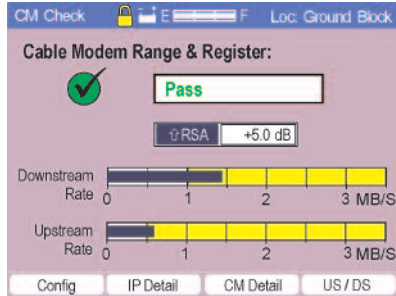 CM Check E F Loc: Ground Block
Cable Modem Range & Register:
Pass
⇧RSA +5.0 dB
Downstream
Rate
0 1 2 3 MB/S
Upstream
Rate
0 1 2 3 MB/S
Config IP Detail CM Detail US / DS